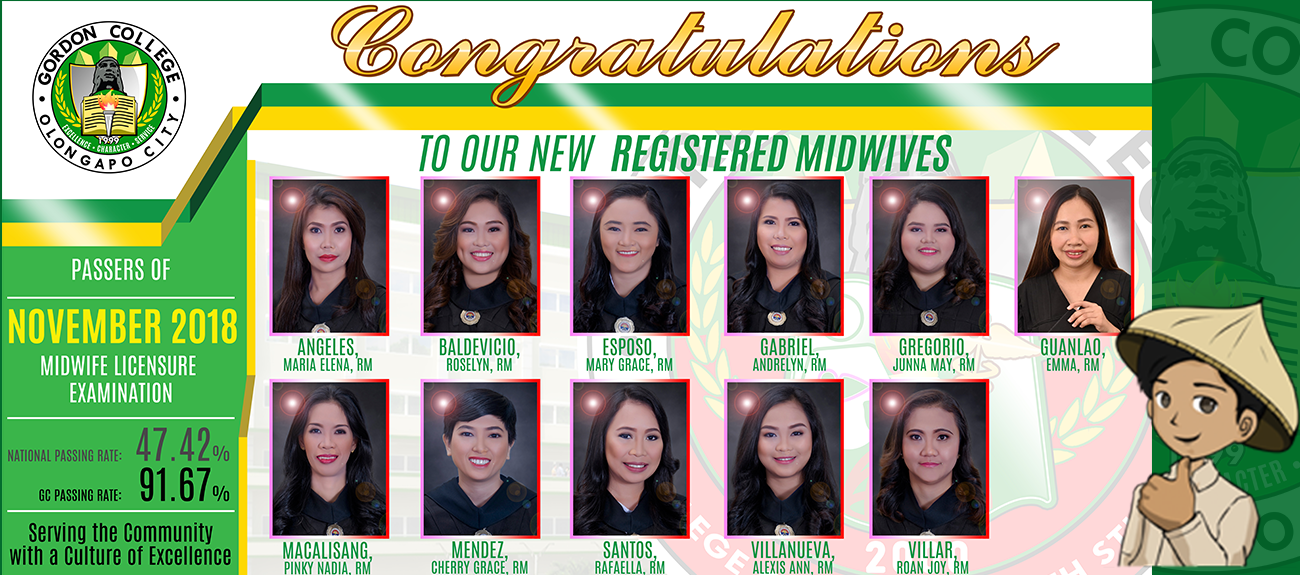 GORDON COLLEGE
OLONGAPO CITY
EXCELLENCE • CHARACTER • SERVICE
1999
Congratulations
TO OUR NEW REGISTERED MIDWIVES
PASSERS OF
NOVEMBER 2018
MIDWIFE LICENSURE
EXAMINATION
NATIONAL PASSING RATE: 47.42%
GC PASSING RATE: 91.67%
Serving the Community
with a Culture of Excellence
ANGELES,
MARIA ELENA, RM
BALDEVICIO,
ROSELYN, RM
ESPOSO,
MARY GRACE, RM
GABRIEL,
ANDRELYN, RM
GREGORIO,
JUNNA MAY, RM
GUANLAO,
EMMA, RM
MACALISANG,
PINKY NADIA, RM
MENDEZ,
CHERRY GRACE, RM
SANTOS,
RAFAELLA, RM
VILLANUEVA,
ALEXIS ANN, RM
VILLAR,
ROAN JOY, RM